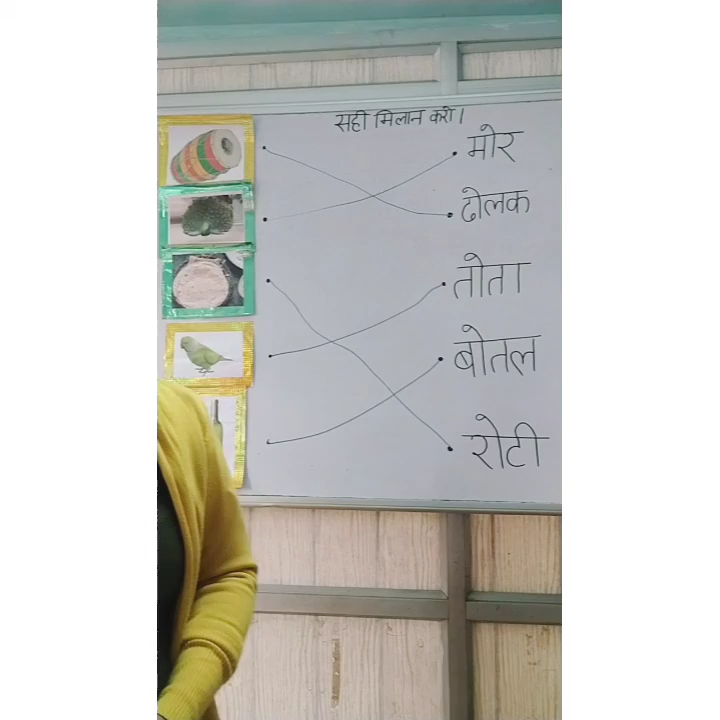 सही मिलान करो।
मोर
ढोलक
तोता
बोतल
रोटी